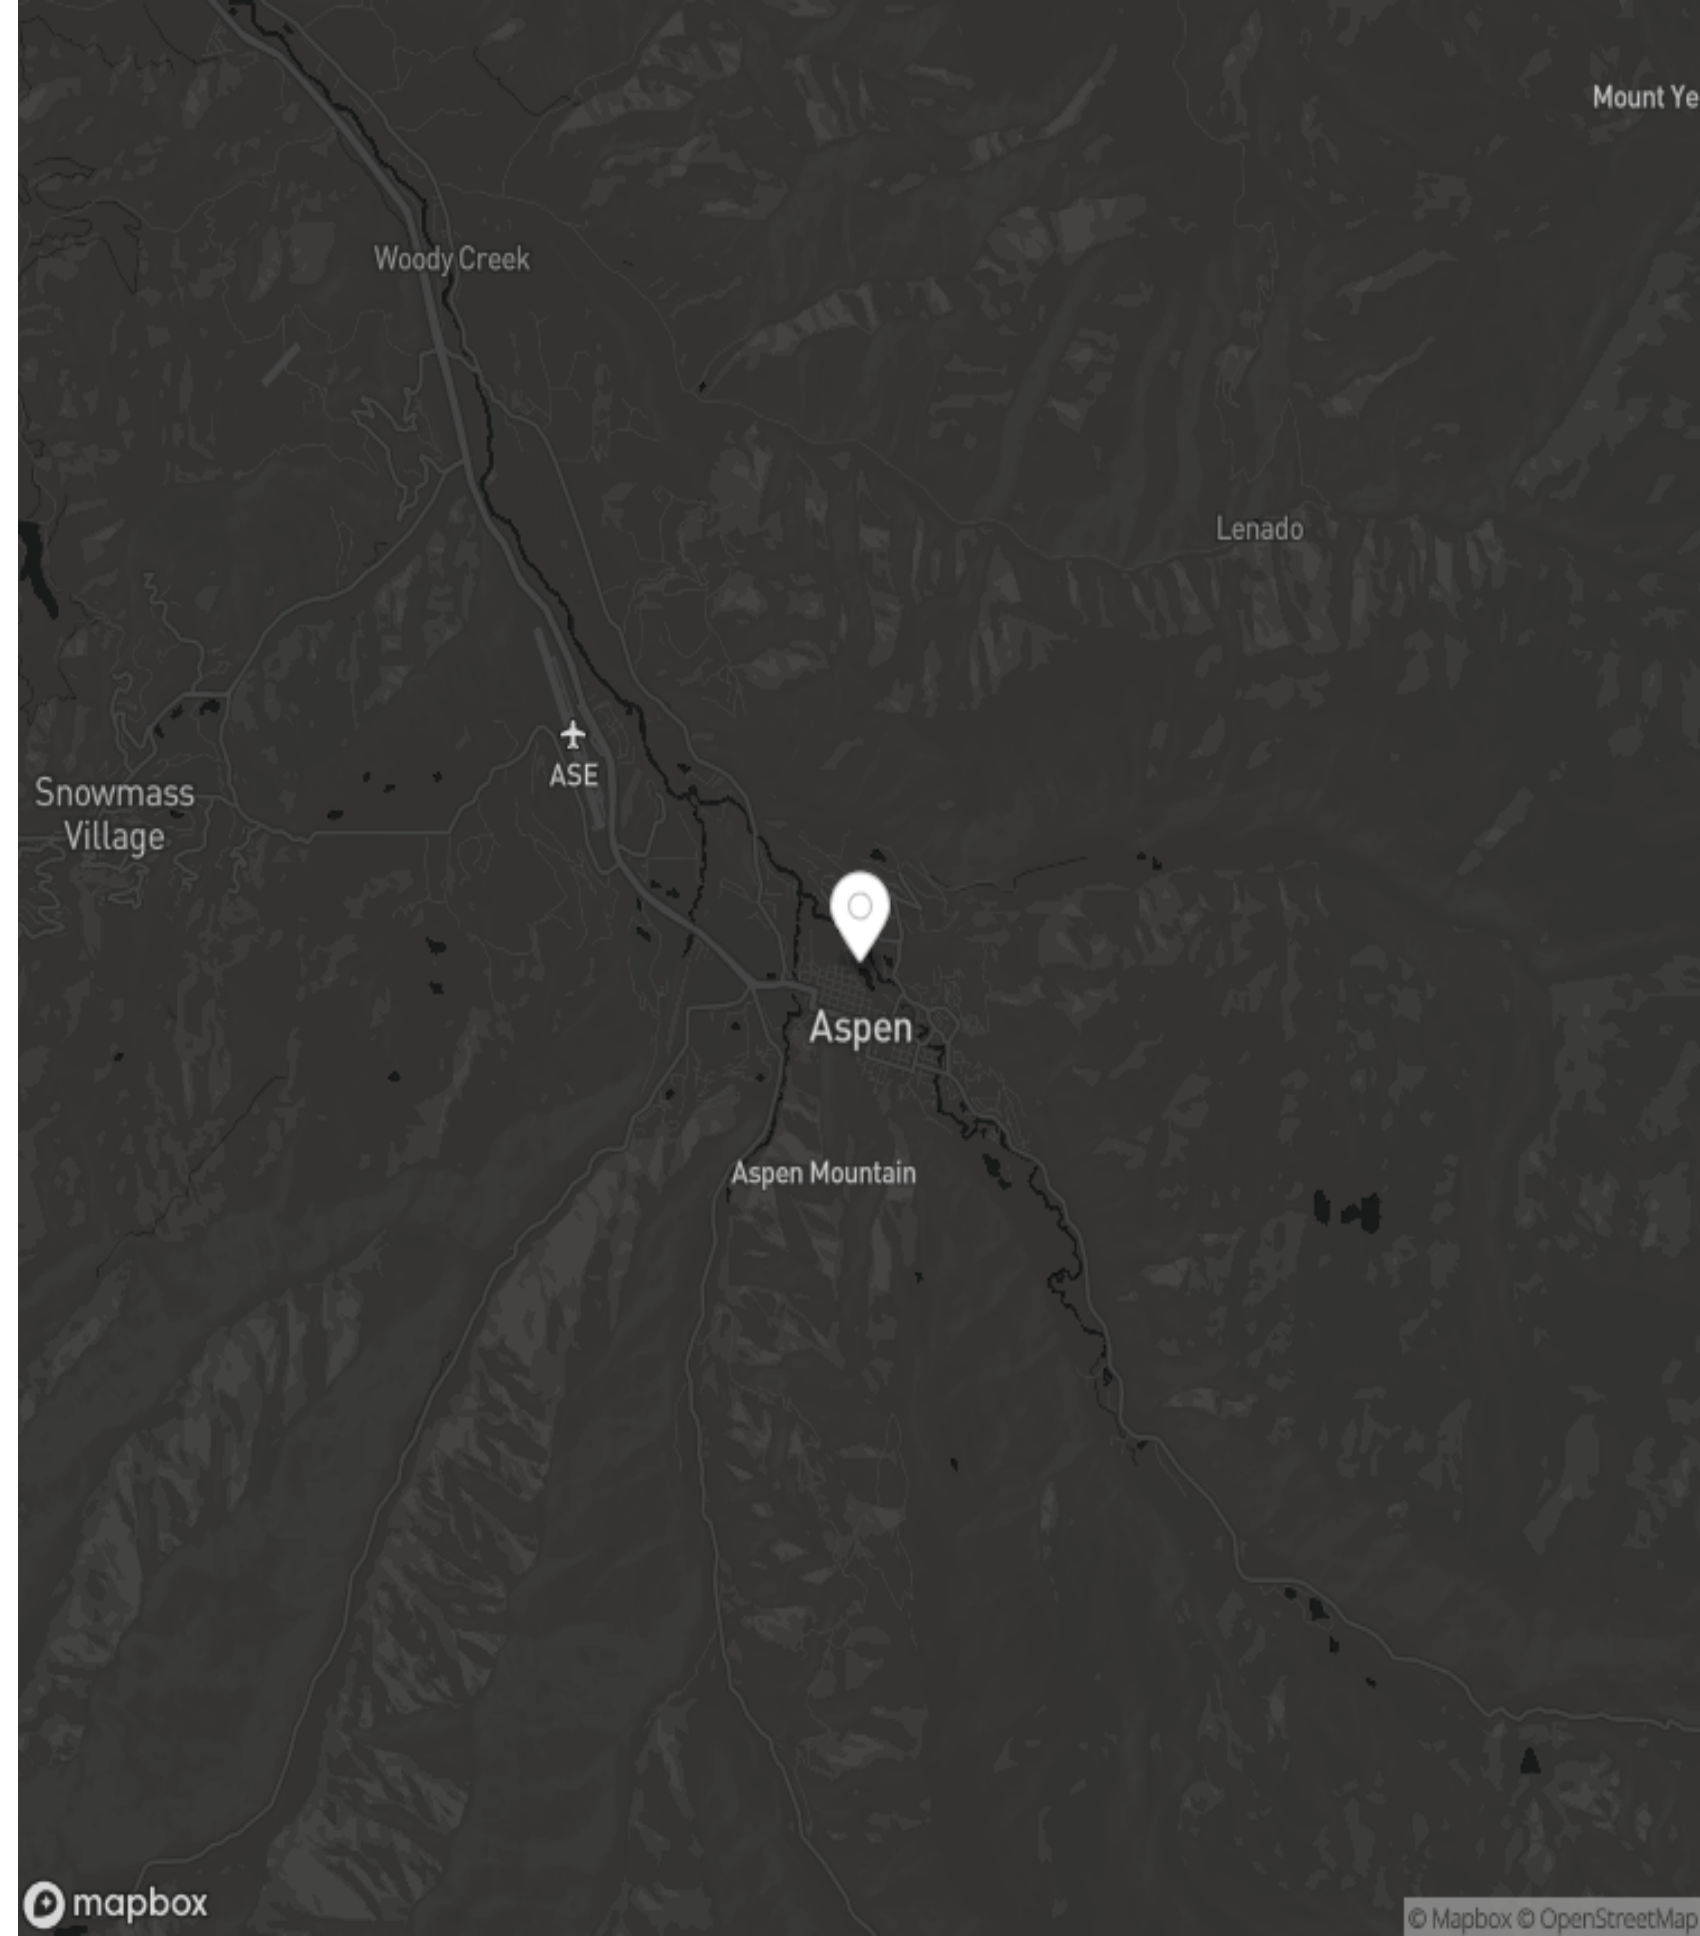 Mount Ye
Woody Creek
Lenado
ASE
Snowmass
Village
Aspen
Aspen Mountain
mapbox
© Mapbox © OpenStreetMap